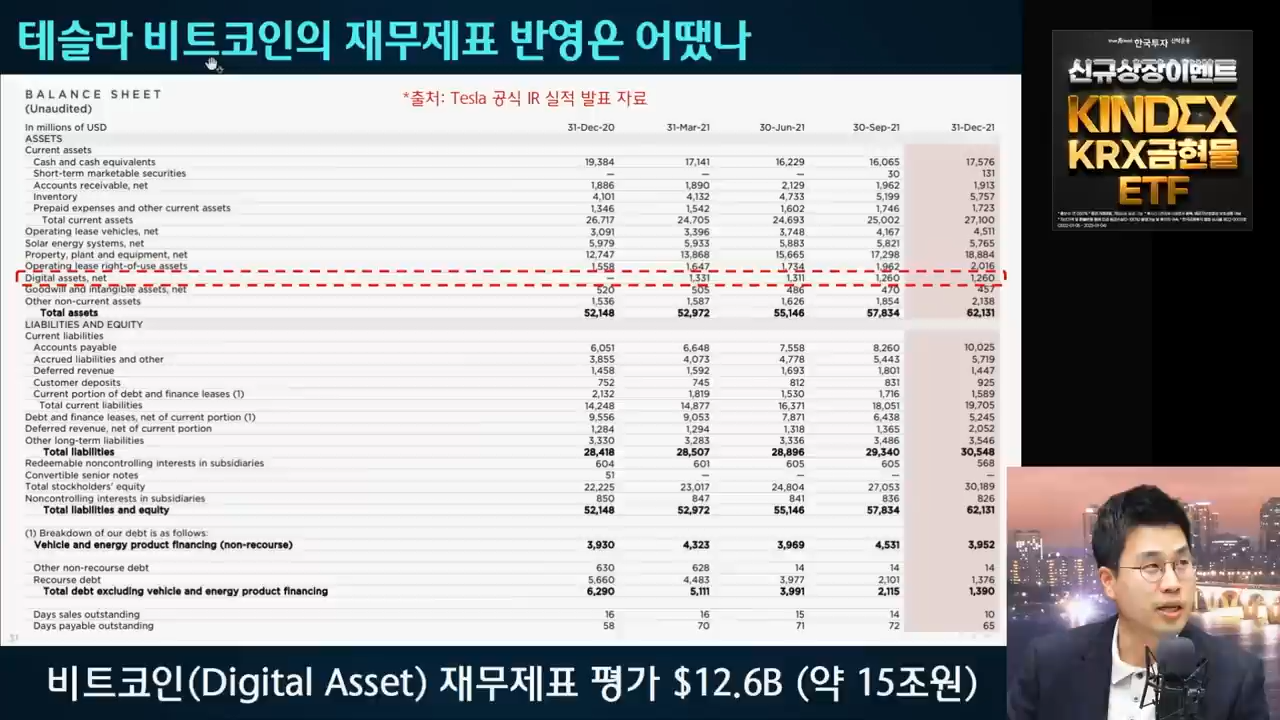 테슬라 비트코인의 재무제표 반영은 어땠나
BALANCE SHEET
(Unaudited)
*출처: Tesla 공식 IR 실적 발표 자료
In millions of USD 31-Dec-20 31-Mar-21 30-Jun-21 30-Sep-21 31-Dec-21
ASSETS
Current assets
Cash and cash equivalents 19,384 17,141 16,229 16,065 17,576
Short-term marketable securities — — — 30 131
Accounts receivable, net 1,886 1,890 2,129 1,962 1,913
Inventory 4,101 4,132 4,733 5,199 5,757
Prepaid expenses and other current assets 1,346 1,542 1,602 1,746 1,723
Total current assets 26,717 24,705 24,693 25,002 27,100
Operating lease vehicles, net 3,091 3,396 3,748 4,167 4,511
Solar energy systems, net 5,979 5,933 5,883 5,821 5,765
Property, plant and equipment, net 12,747 13,868 15,665 17,298 18,884
Operating lease right-of-use assets 1,558 1,647 1,734 1,962 2,016
Digital assets, net — 1,331 1,311 1,260 1,260
Goodwill and intangible assets, net 520 505 486 470 457
Other non-current assets 1,536 1,587 1,626 1,854 2,138
Total assets 52,148 52,972 55,146 57,834 62,131
LIABILITIES AND EQUITY
Current liabilities
Accounts payable 6,051 6,648 7,558 8,260 10,025
Accrued liabilities and other 3,855 4,073 4,778 5,443 5,719
Deferred revenue 1,458 1,592 1,693 1,801 1,447
Customer deposits 752 745 812 831 925
Current portion of debt and finance leases (1) 2,132 1,819 1,530 1,716 1,589
Total current liabilities 14,248 14,877 16,371 18,051 19,705
Debt and finance leases, net of current portion (1) 9,556 9,053 7,871 6,438 5,245
Deferred revenue, net of current portion 1,284 1,294 1,318 1,365 2,052
Other long-term liabilities 3,330 3,283 3,336 3,486 3,546
Total liabilities 28,418 28,507 28,896 29,340 30,548
Redeemable noncontrolling interests in subsidiaries 604 601 605 605 568
Convertible senior notes 51 — — — —
Total stockholders' equity 22,225 23,017 24,804 27,053 30,189
Noncontrolling interests in subsidiaries 850 847 841 836 826
Total liabilities and equity 52,148 52,972 55,146 57,834 62,131
(1) Breakdown of our debt is as follows:
Vehicle and energy product financing (non-recourse) 3,930 4,323 3,969 4,531 3,952
Other non-recourse debt 630 628 14 14 14
Recourse debt 5,660 4,483 3,977 2,101 1,376
Total debt excluding vehicle and energy product financing 6,290 5,111 3,991 2,115 1,390
Days sales outstanding 16 16 15 14 10
Days payable outstanding 58 70 71 72 65
31
비트코인(Digital Asset) 재무제표 평가 $12.6B (약 15조원)
한국투자 신탁운용
신규상장이벤트
KINDEX
KRX금현물
ETF